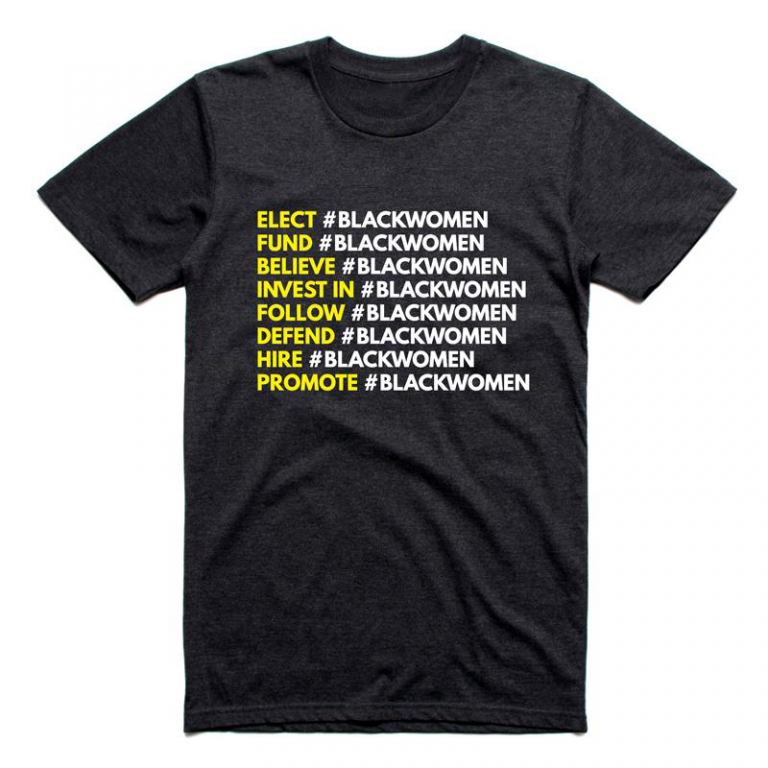 ELECT #BLACKWOMEN
FUND #BLACKWOMEN
BELIEVE #BLACKWOMEN
INVEST IN #BLACKWOMEN
FOLLOW #BLACKWOMEN
DEFEND #BLACKWOMEN
HIRE #BLACKWOMEN
PROMOTE #BLACKWOMEN